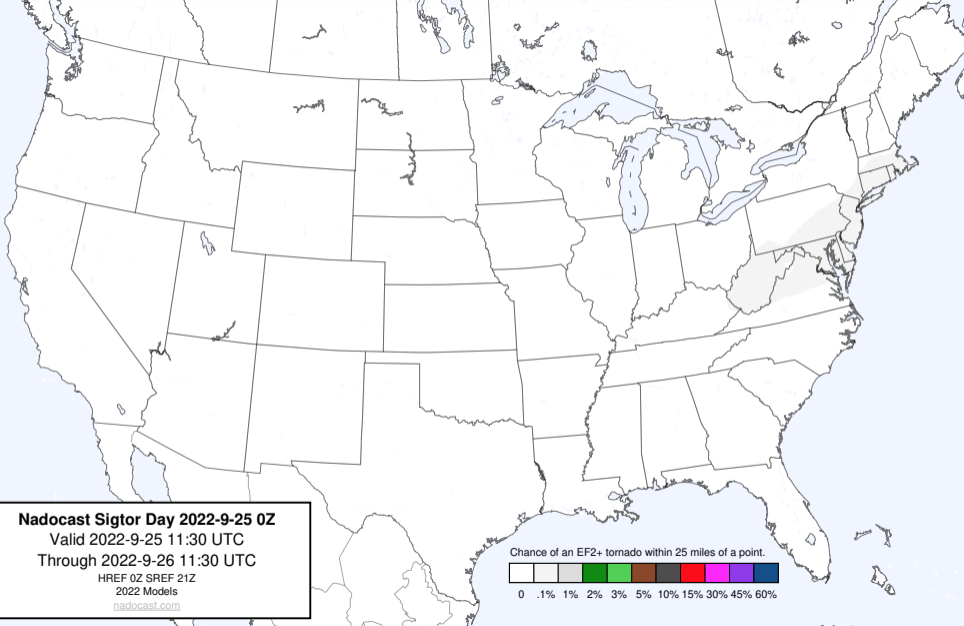 Nadocast Sigtor Day 2022-9-25 0Z
Valid 2022-9-25 11:30 UTC
Through 2022-9-26 11:30 UTC
HREF 0Z SREF 21Z
2022 Models
nadocast.com
Chance of an EF2+ tornado within 25 miles of a point.
0 .1% 1% 2% 3% 5% 10% 15% 30% 45% 60%